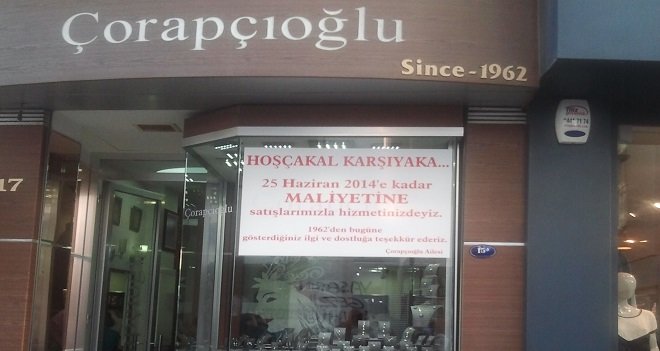 Çorapçıoğlu
Since-1962
HOŞÇAKAL KARŞIYAKA...
25 Haziran 2014'e kadar
MALİYETİNE
satışlarımızla hizmetinizdeyiz.
1962'den bugüne
gösterdiğiniz ilgi ve dostluğa teşekkür ederiz.
Çorapçıoğlu Ailesi
17
Çorapçıoğlu